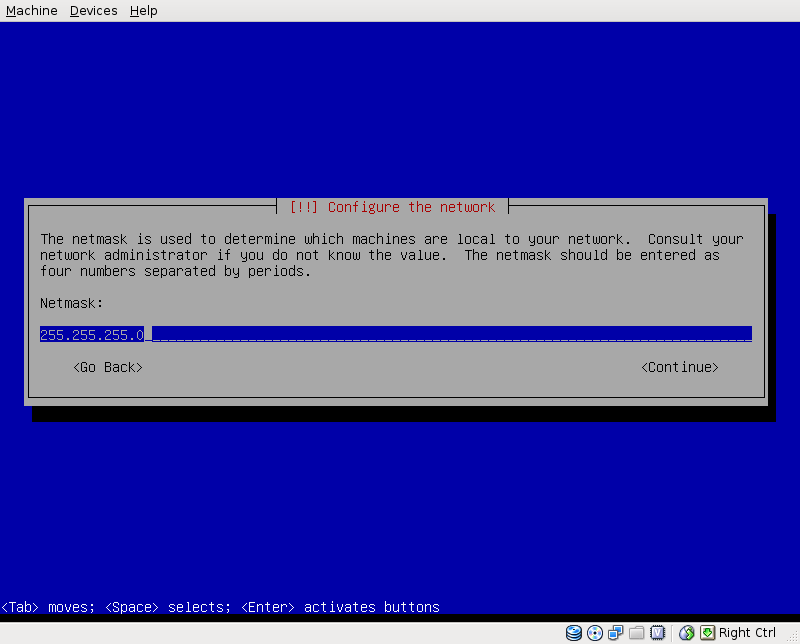 Machine Devices Help
[!!] Configure the network
The netmask is used to determine which machines are local to your network.  Consult your
network administrator if you do not know the value.  The netmask should be entered as
four numbers separated by periods.
Netmask:
255.255.255.0
<Go Back> <Continue>
<Tab> moves; <Space> selects; <Enter> activates buttons
Right Ctrl